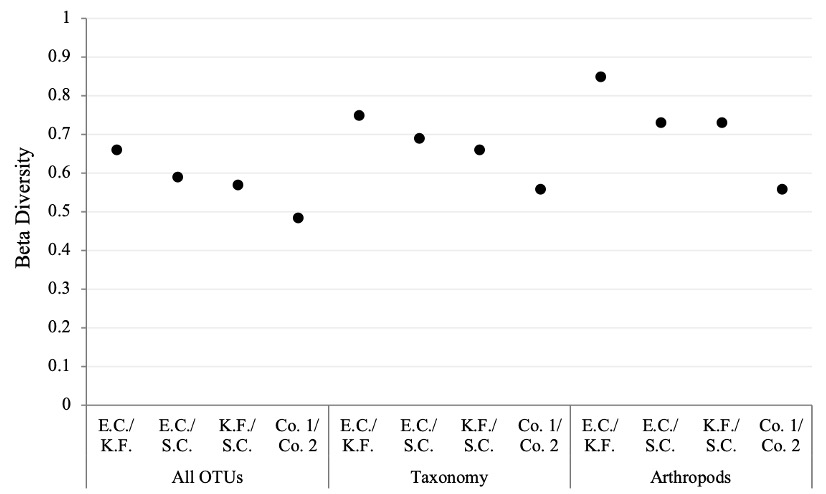 1
0.9
0.8
0.7
0.6
0.5
0.4
0.3
0.2
0.1
0
Beta Diversity
E.C./ E.C./ K.F./ Co. 1/ E.C./ E.C./ K.F./ Co. 1/ E.C./ E.C./ K.F./ Co. 1/
K.F. S.C. S.C. Co. 2 K.F. S.C. S.C. Co. 2 K.F. S.C. S.C. Co. 2
All OTUs Taxonomy Arthropods